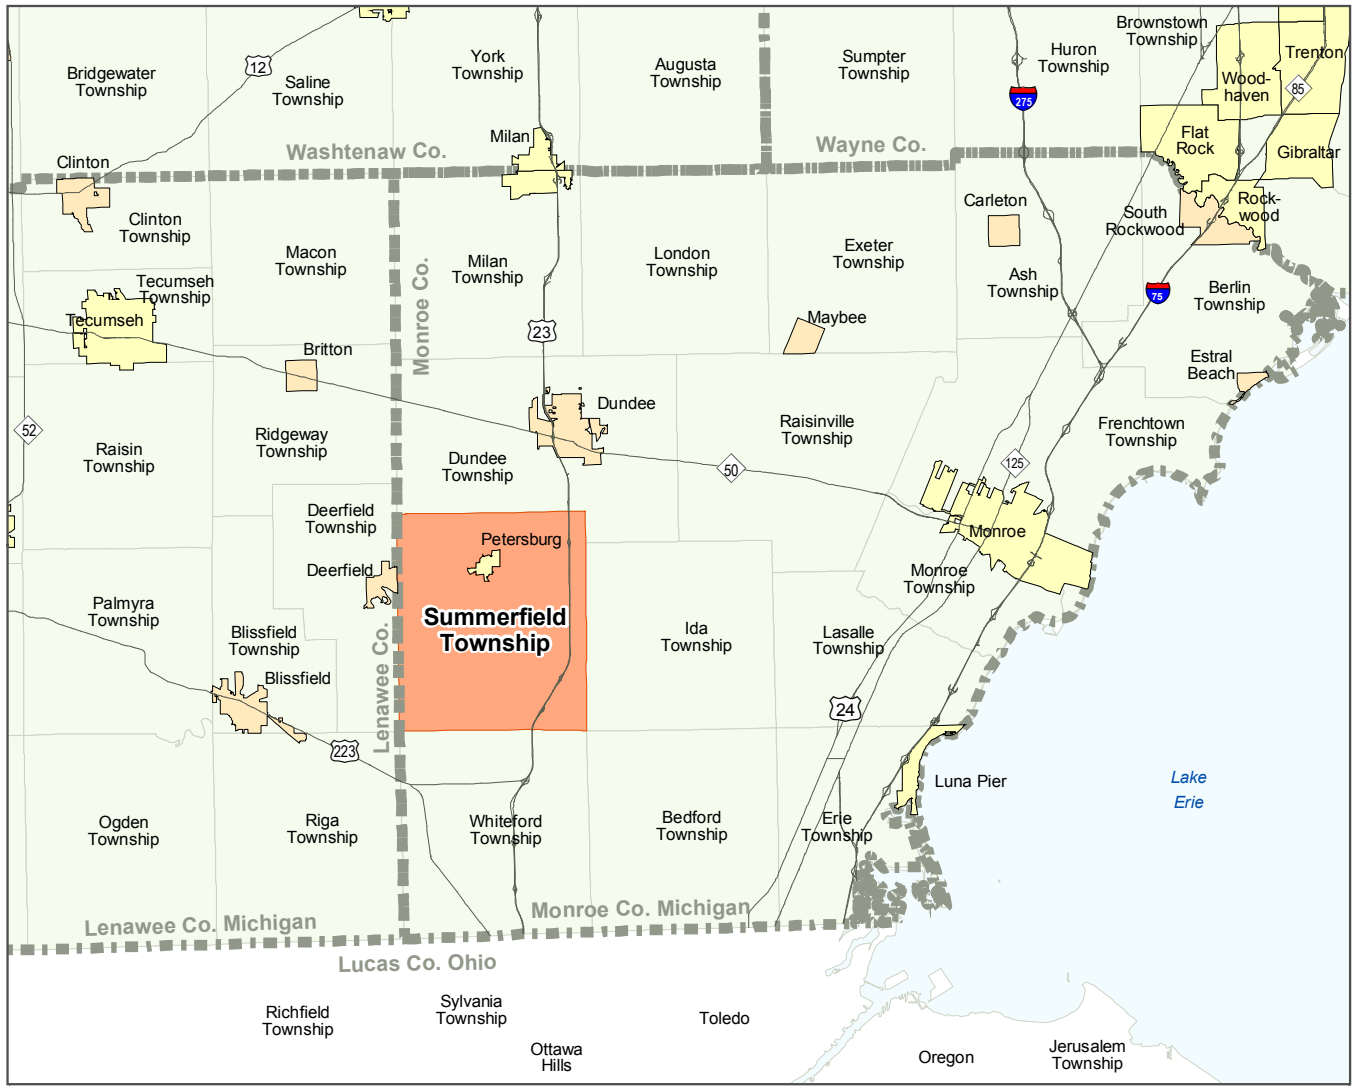 Brownstown
Township
York
Township
Sumpter
Township
Huron
Township
Trenton
12
Bridgewater
Township
Saline
Township
Augusta
Township
Wood-
haven
85
275
Milan
Flat
Rock
Washtenaw Co.
Wayne Co.
Gibraltar
Clinton
Carleton
Rock-
wood
South
Rockwood
Clinton
Township
Macon
Township
Milan
Township
London
Township
Exeter
Township
Ash
Township
Tecumseh
Township
Berlin
Township
75
Monroe Co.
Tecumseh
23
Maybee
Britton
Estral
Beach
Dundee
52
Raisin
Township
Ridgeway
Township
Raisinville
Township
Frenchtown
Township
Dundee
Township
50
125
Deerfield
Township
Petersburg
Monroe
Deerfield
Monroe
Township
Palmyra
Township
Summerfield
Township
Blissfield
Township
Ida
Township
Lasalle
Township
Lenawee Co.
Blissfield
24
223
Luna Pier
Lake
Erie
Ogden
Township
Riga
Township
Whiteford
Township
Bedford
Township
Erie
Township
Lenawee Co. Michigan
Monroe Co. Michigan
Lucas Co. Ohio
Richfield
Township
Sylvania
Township
Toledo
Ottawa
Hills
Oregon
Jerusalem
Township